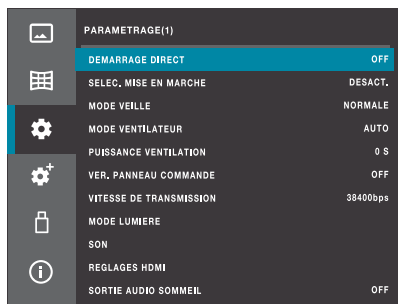 PARAMETRAGE(1)
DEMARRAGE DIRECT OFF
SELEC. MISE EN MARCHE DESACT.
MODE VEILLE NORMALE
MODE VENTILATEUR AUTO
PUISSANCE VENTILATION 0 S
VER. PANNEAU COMMANDE OFF
VITESSE DE TRANSMISSION 38400bps
MODE LUMIERE
SON
REGLAGES HDMI
SORTIE AUDIO SOMMEIL OFF